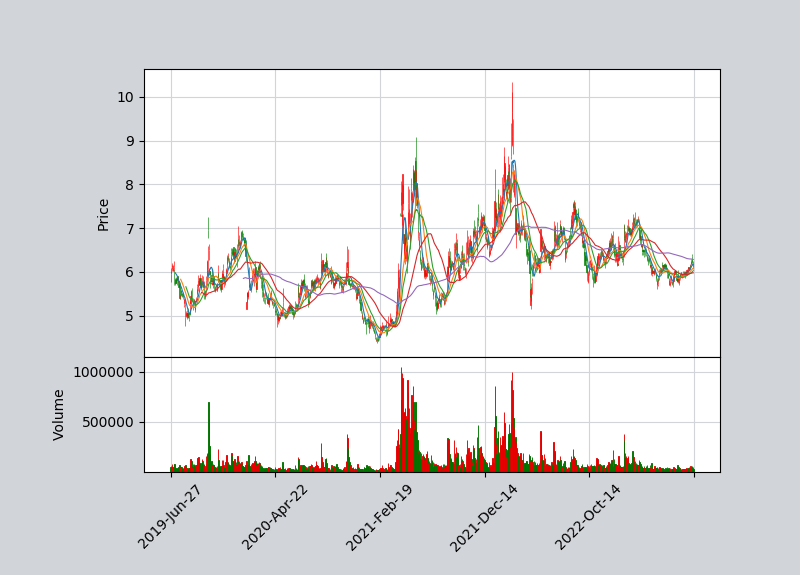 10
9
8
7
6
5
Price
1000000
500000
Volume
2019-Jun-27
2020-Apr-22
2021-Feb-19
2021-Dec-14
2022-Oct-14